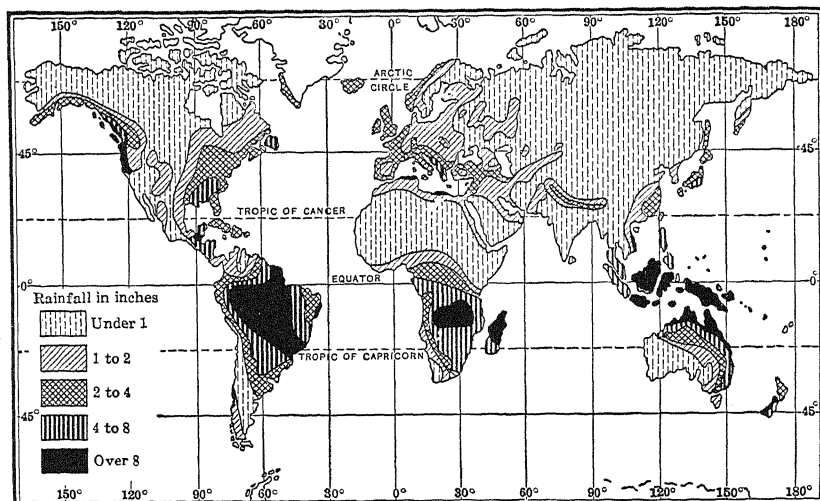 150° 120° 90° 60° 30° 0° 30° 60° 90° 120° 150° 180°
ARCTIC
CIRCLE
45° 45°
TROPIC OF CANCER
EQUATOR
0° 0°
Rainfall in inches
Under 1
1 to 2
2 to 4
4 to 8
Over 8
TROPIC OF CAPRICORN
45° 45°
150° 120° 90° 60° 30° 0° 30° 60° 90° 120° 150° 180°